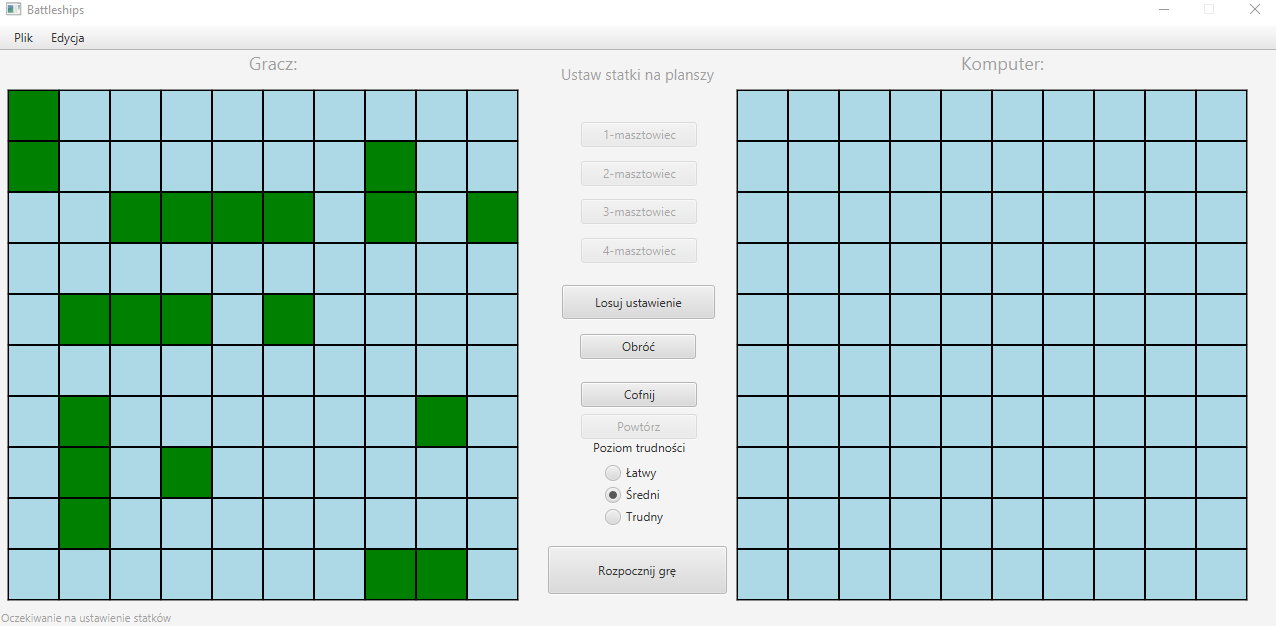 Battleships
Plik Edycja
Gracz:
Ustaw statki na planszy
Komputer:
1-masztowiec
2-masztowiec
3-masztowiec
4-masztowiec
Losuj ustawienie
Obróć
Cofnij
Powtórz
Poziom trudności
Łatwy
Średni
Trudny
Rozpocznij grę
Oczekiwanie na ustawienie statków